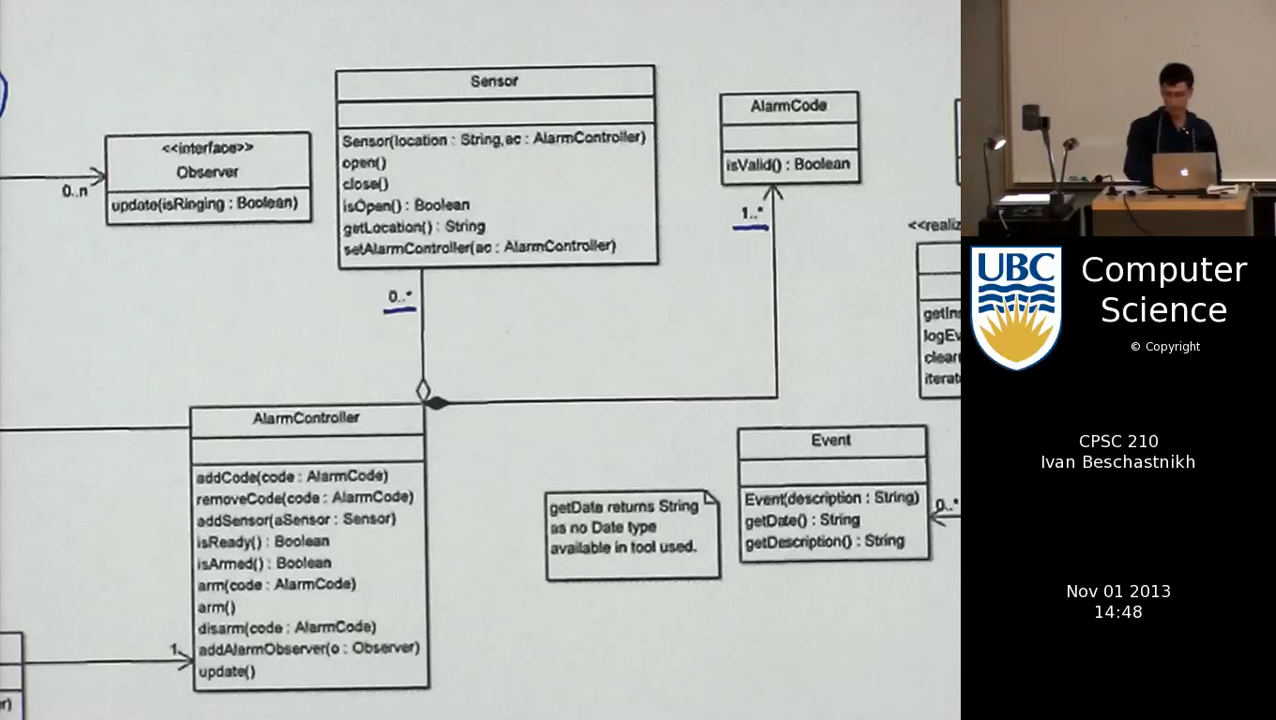 Sensor
Sensor(location : String, ac : AlarmController)
open()
close()
isOpen() : Boolean
getLocation() : String
setAlarmController(ac : AlarmController)
AlarmCode
isValid() : Boolean
<<interface>>
Observer
update(isRinging : Boolean)
0..n
1..*
0..*
<<realiz
getIns
logEv
clear(
iterat
AlarmController
addCode(code : AlarmCode)
removeCode(code : AlarmCode)
addSensor(aSensor : Sensor)
isReady() : Boolean
isArmed() : Boolean
arm(code : AlarmCode)
arm()
disarm(code : AlarmCode)
addAlarmObserver(o : Observer)
update()
1
r)
getDate returns String
as no Date type
available in tool used.
Event
Event(description : String)
getDate() : String
getDescription() : String
0..*
UBC
Computer
Science
© Copyright
CPSC 210
Ivan Beschastnikh
Nov 01 2013
14:48